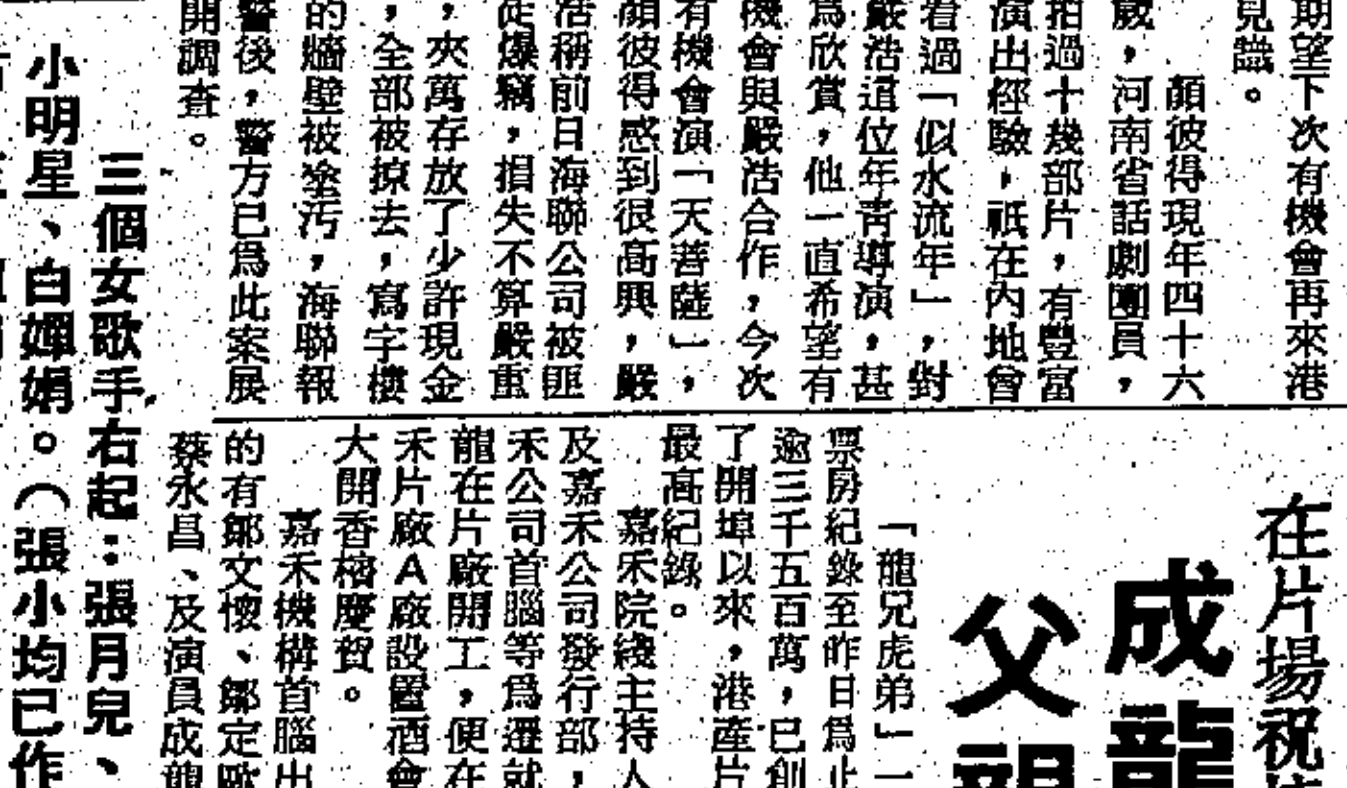 期望下次有機會再來港
見識。
顏彼得現年四十六
歲，河南省話劇團員，
拍過十幾部片，有豐富
演出經驗，祇在內地曾
看過「似水流年」，對
嚴浩這位年青導演，甚
爲欣賞，他一直希望有
機會與嚴浩合作，今次
有機會演「天菩薩」，
顏彼得感到很高興，嚴
浩稱前日海聯公司被匪
徒爆竊，損失不算嚴重
，夾萬存放了少許現金
，全部被掠去，寫字樓
的牆壁被塗污，海聯報
警後，警方已爲此案展
開調查。
在片場祝
成龍
父親
「龍兄虎弟」一
票房紀錄至昨日爲止
逾三千五百萬，已創
了開埠以來，港產片
最高紀錄。
嘉禾院綫主持人
及嘉禾公司發行部，
禾公司首腦等爲遷就
龍在片廠開工，便在
禾片廠A廠設置酒會
大開香檳慶賀。
嘉禾機構首腦出
的有鄒文懷、鄒定歐
蔡永昌、及演員成龍
三個女歌手右起：張月兒、
小明星、白嬋娟。（張小均已作